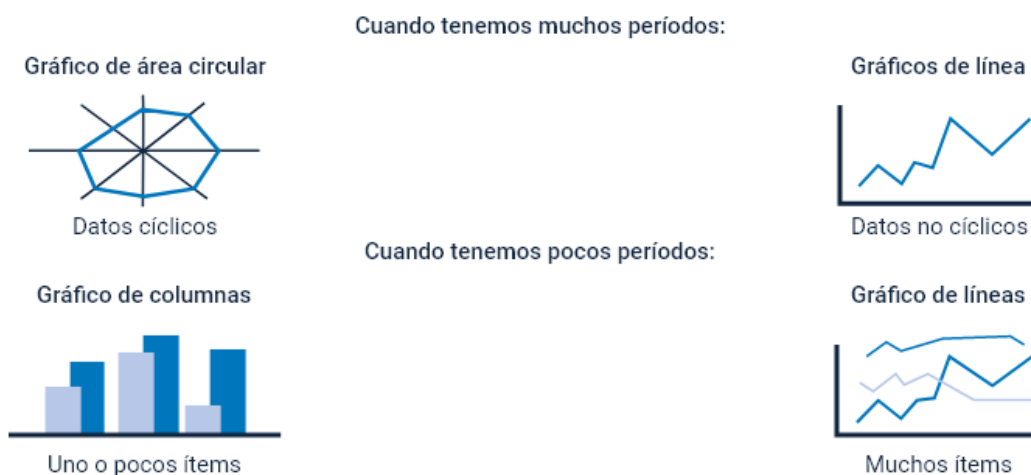 Cuando tenemos muchos períodos:
Gráfico de área circular
Gráficos de línea
Datos cíclicos
Datos no cíclicos
Cuando tenemos pocos períodos:
Gráfico de columnas
Gráfico de líneas
Uno o pocos ítems
Muchos ítems